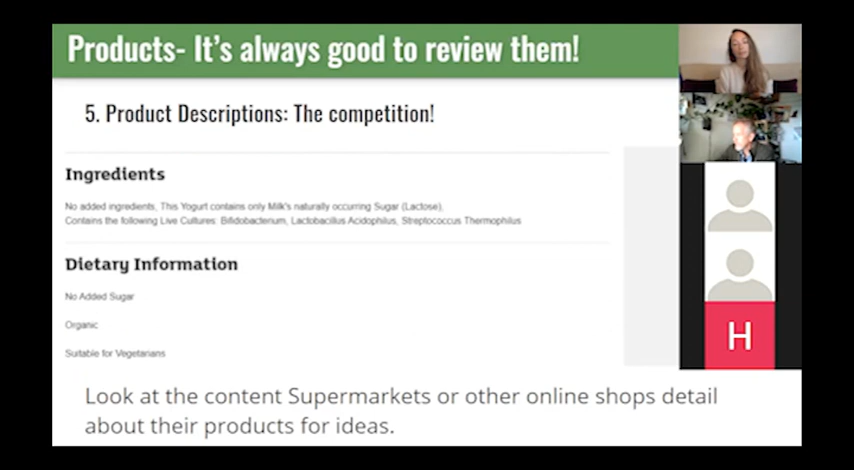 Products- It's always good to review them!
5. Product Descriptions: The competition!
Ingredients
No added ingredients, This Yogurt contains only Milk's naturally occurring Sugar (Lactose),
Contains the following Live Cultures: Bifidobacterium, Lactobacillus Acidophilus, Streptococcus Thermophilus
Dietary Information
No Added Sugar
Organic
Suitable for Vegetarians
H
Look at the content Supermarkets or other online shops detail
about their products for ideas.